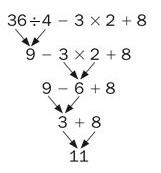 36÷4 − 3 × 2 + 8
9 − 3 × 2 + 8
9 − 6 + 8
3 + 8
11